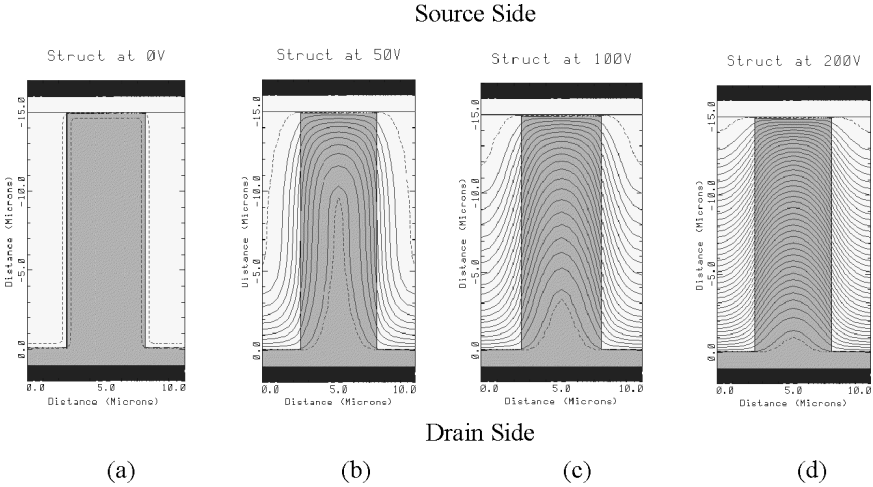 Source Side
Struct at 0V
Struct at 50V
Struct at 100V
Struct at 200V
Distance (Microns)
-15.0
-10.0
-5.0
0.0
0.0 5.0 10.0
Distance (Microns)
Distance (Microns)
-15.0
-10.0
-5.0
0.0
0.0 5.0 10.0
Distance (Microns)
Distance (Microns)
-15.0
-10.0
-5.0
0.0
0.0 5.0 10.0
Distance (Microns)
Distance (Microns)
-15.0
-10.0
-5.0
0.0
0.0 5.0 10.0
Distance (Microns)
Drain Side
(a)
(b)
(c)
(d)